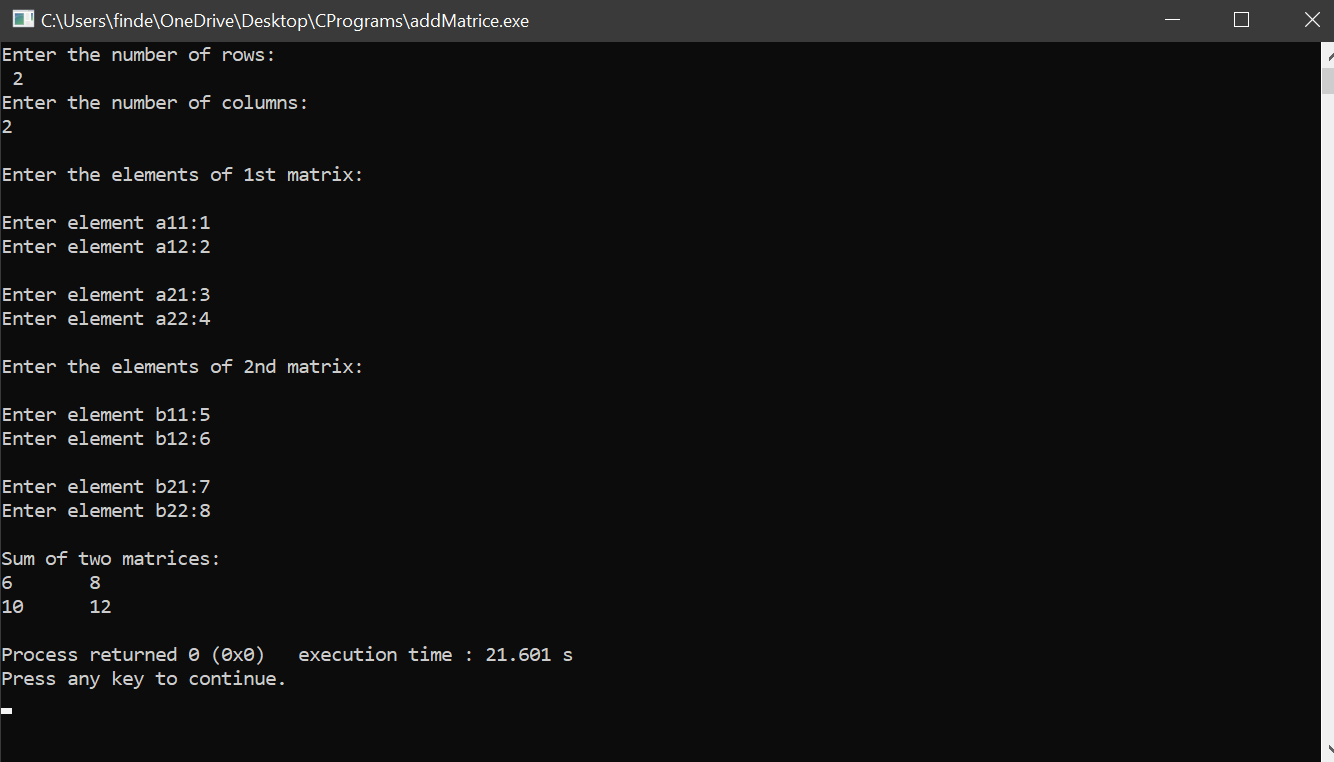 C:\Users\finde\OneDrive\Desktop\CPrograms\addMatrice.exe
Enter the number of rows:
 2
Enter the number of columns:
2
Enter the elements of 1st matrix:
Enter element a11:1
Enter element a12:2
Enter element a21:3
Enter element a22:4
Enter the elements of 2nd matrix:
Enter element b11:5
Enter element b12:6
Enter element b21:7
Enter element b22:8
Sum of two matrices:
6       8
10      12
Process returned 0 (0x0)   execution time : 21.601 s
Press any key to continue.